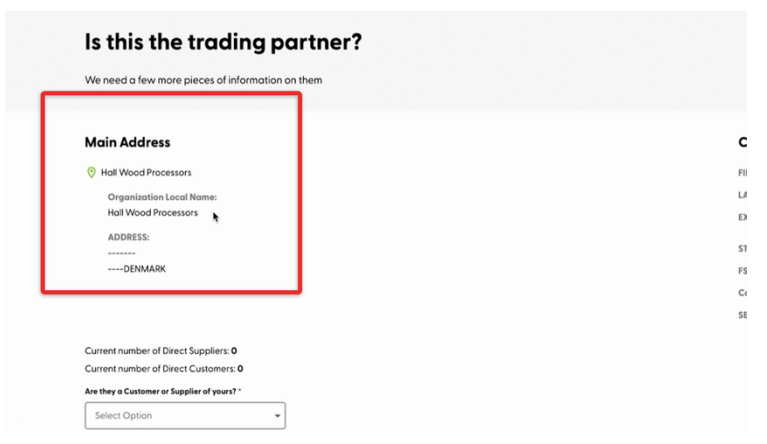 Is this the trading partner?
We need a few more pieces of information on them
Main Address
Hall Wood Processors
Organization Local Name:
Hall Wood Processors
ADDRESS:
-------
----DENMARK
Current number of Direct Suppliers: 0
Current number of Direct Customers: 0
Are they a Customer or Supplier of yours? *
Select Option